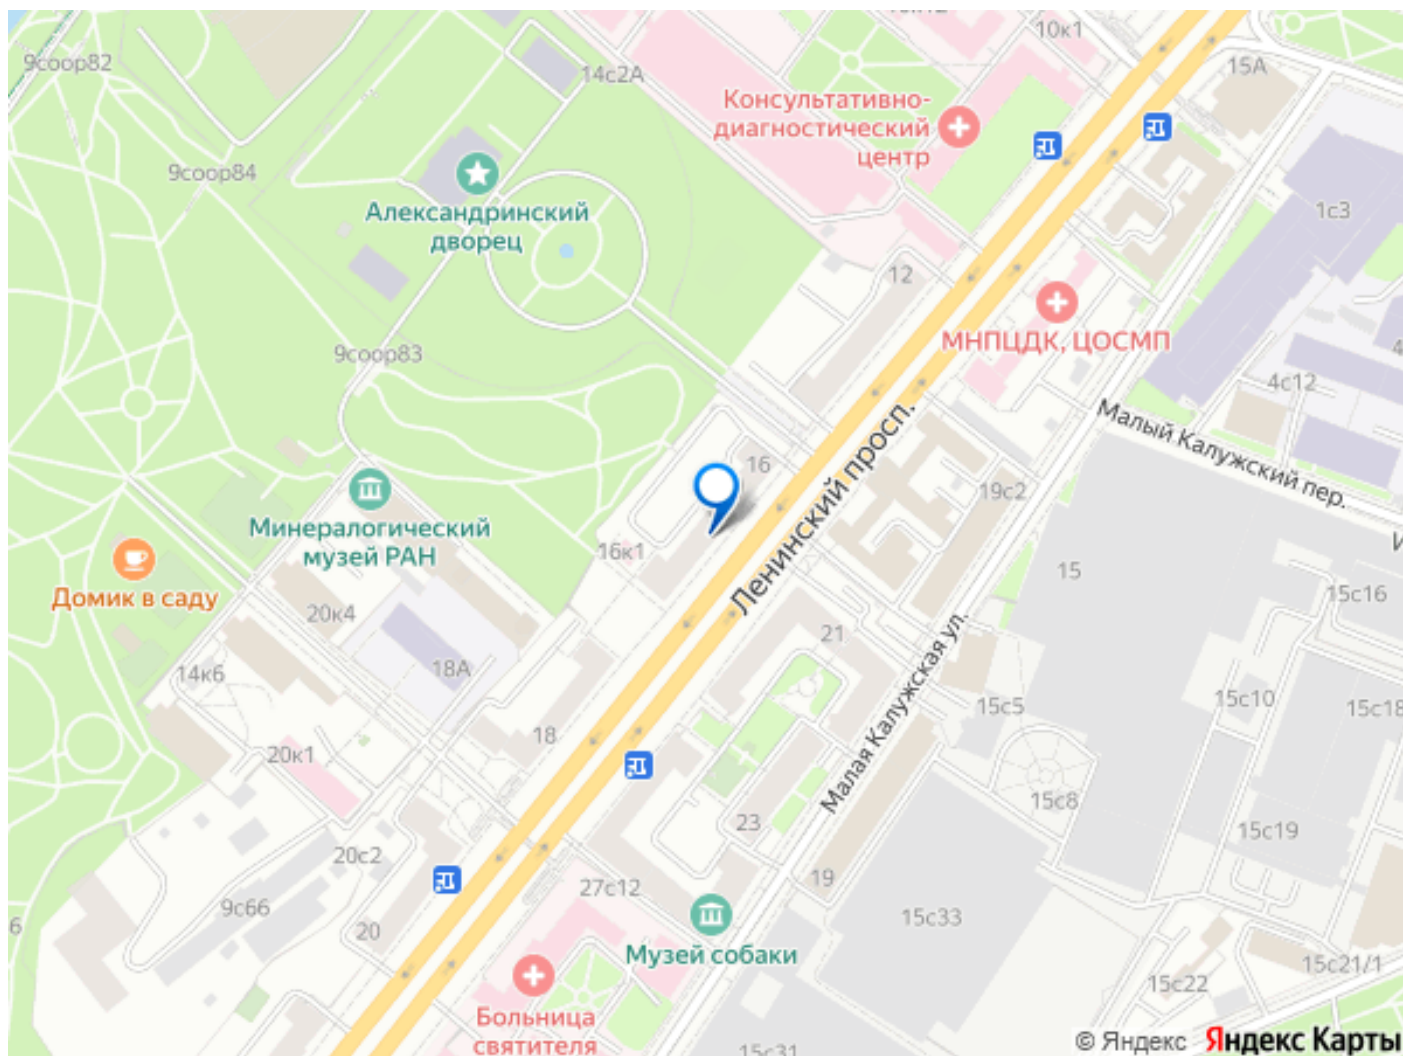 10к1
9соор82
14с2А
15А
Консультативно-
диагностический
центр
9соор84
Александринский
дворец
1с3
12
МНПЦДК, ЦОСМП
9соор83
4с12
Малый Калужский пер.
Ленинский просп.
16
19с2
Минералогический
музей РАН
16к1
15
Домик в саду
20к4
15с16
21
18А
14к6
Малая Калужская ул.
15с10
15с5
15с18
18
20к1
15с8
23
15с19
20с2
19
27с12
9с66
15с33
20
Музей собаки
15с21/1
15с22
Больница
святителя
15с31
© Яндекс Яндекс Карты